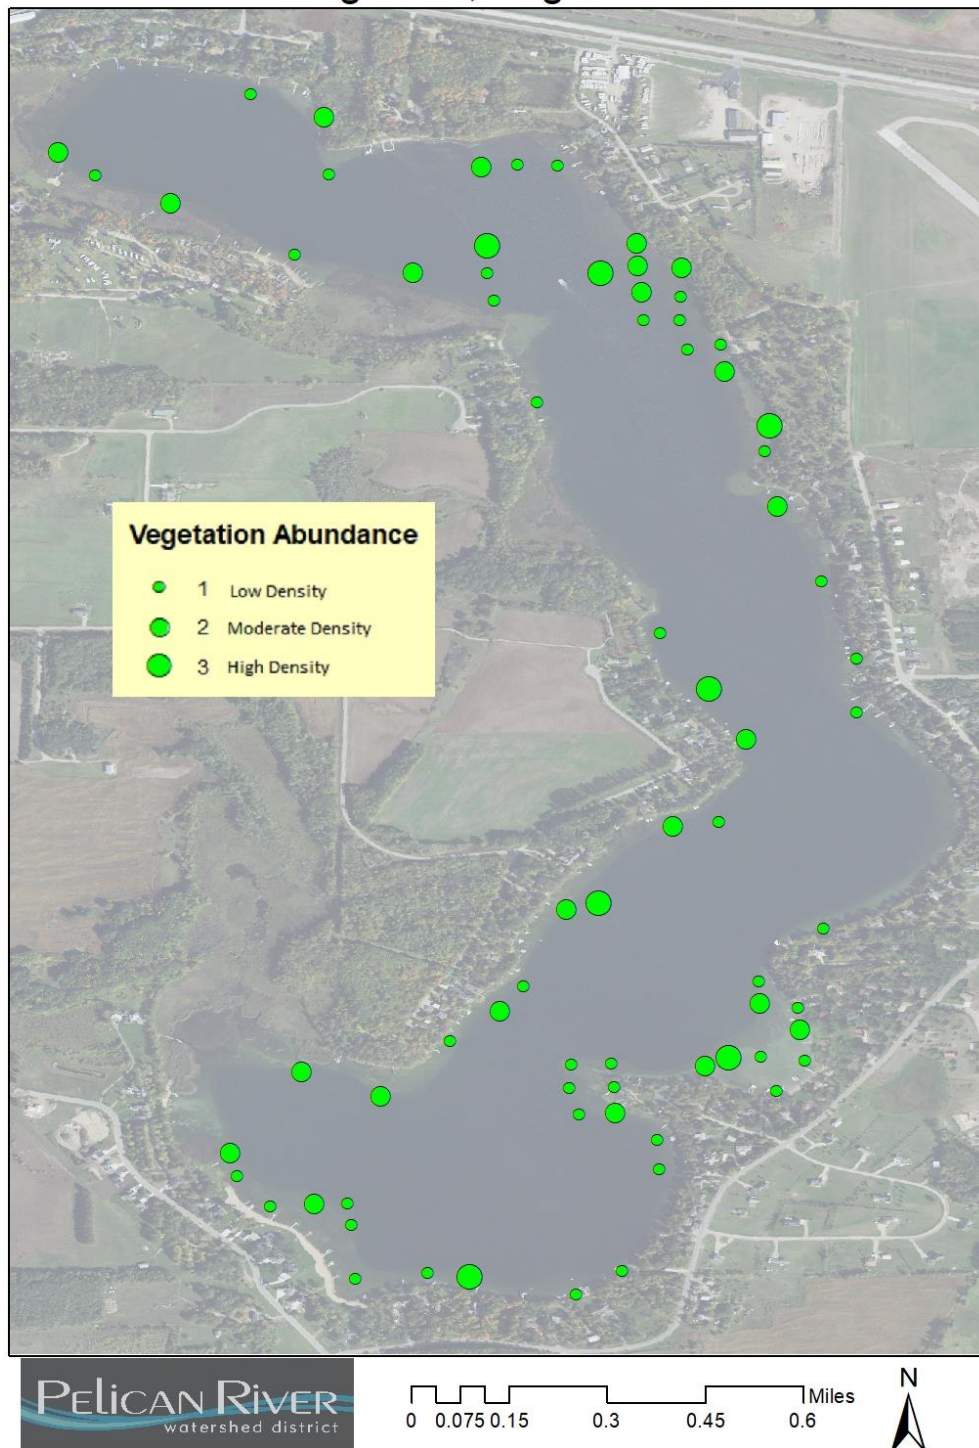 Vegetation Abundance
1 Low Density
2 Moderate Density
3 High Density
PELICAN RIVER
watershed district
Miles
0 0.075 0.15 0.3 0.45 0.6
N